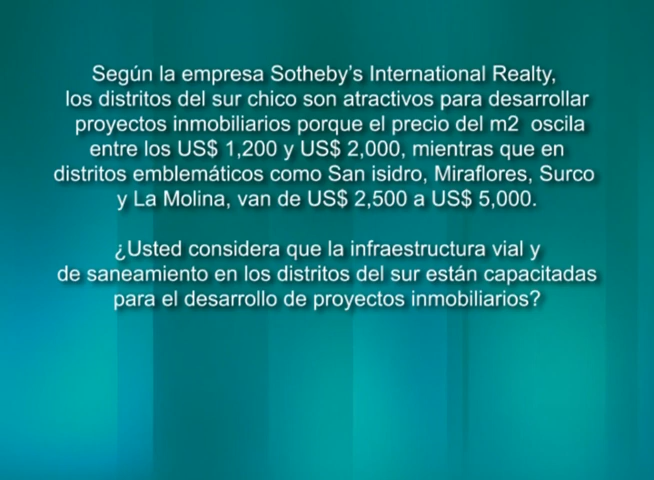 Según la empresa Sotheby's International Realty,
los distritos del sur chico son atractivos para desarrollar
proyectos inmobiliarios porque el precio del m2 oscila
entre los US$ 1,200 y US$ 2,000, mientras que en
distritos emblemáticos como San isidro, Miraflores, Surco
y La Molina, van de US$ 2,500 a US$ 5,000.
¿Usted considera que la infraestructura vial y
de saneamiento en los distritos del sur están capacitadas
para el desarrollo de proyectos inmobiliarios?